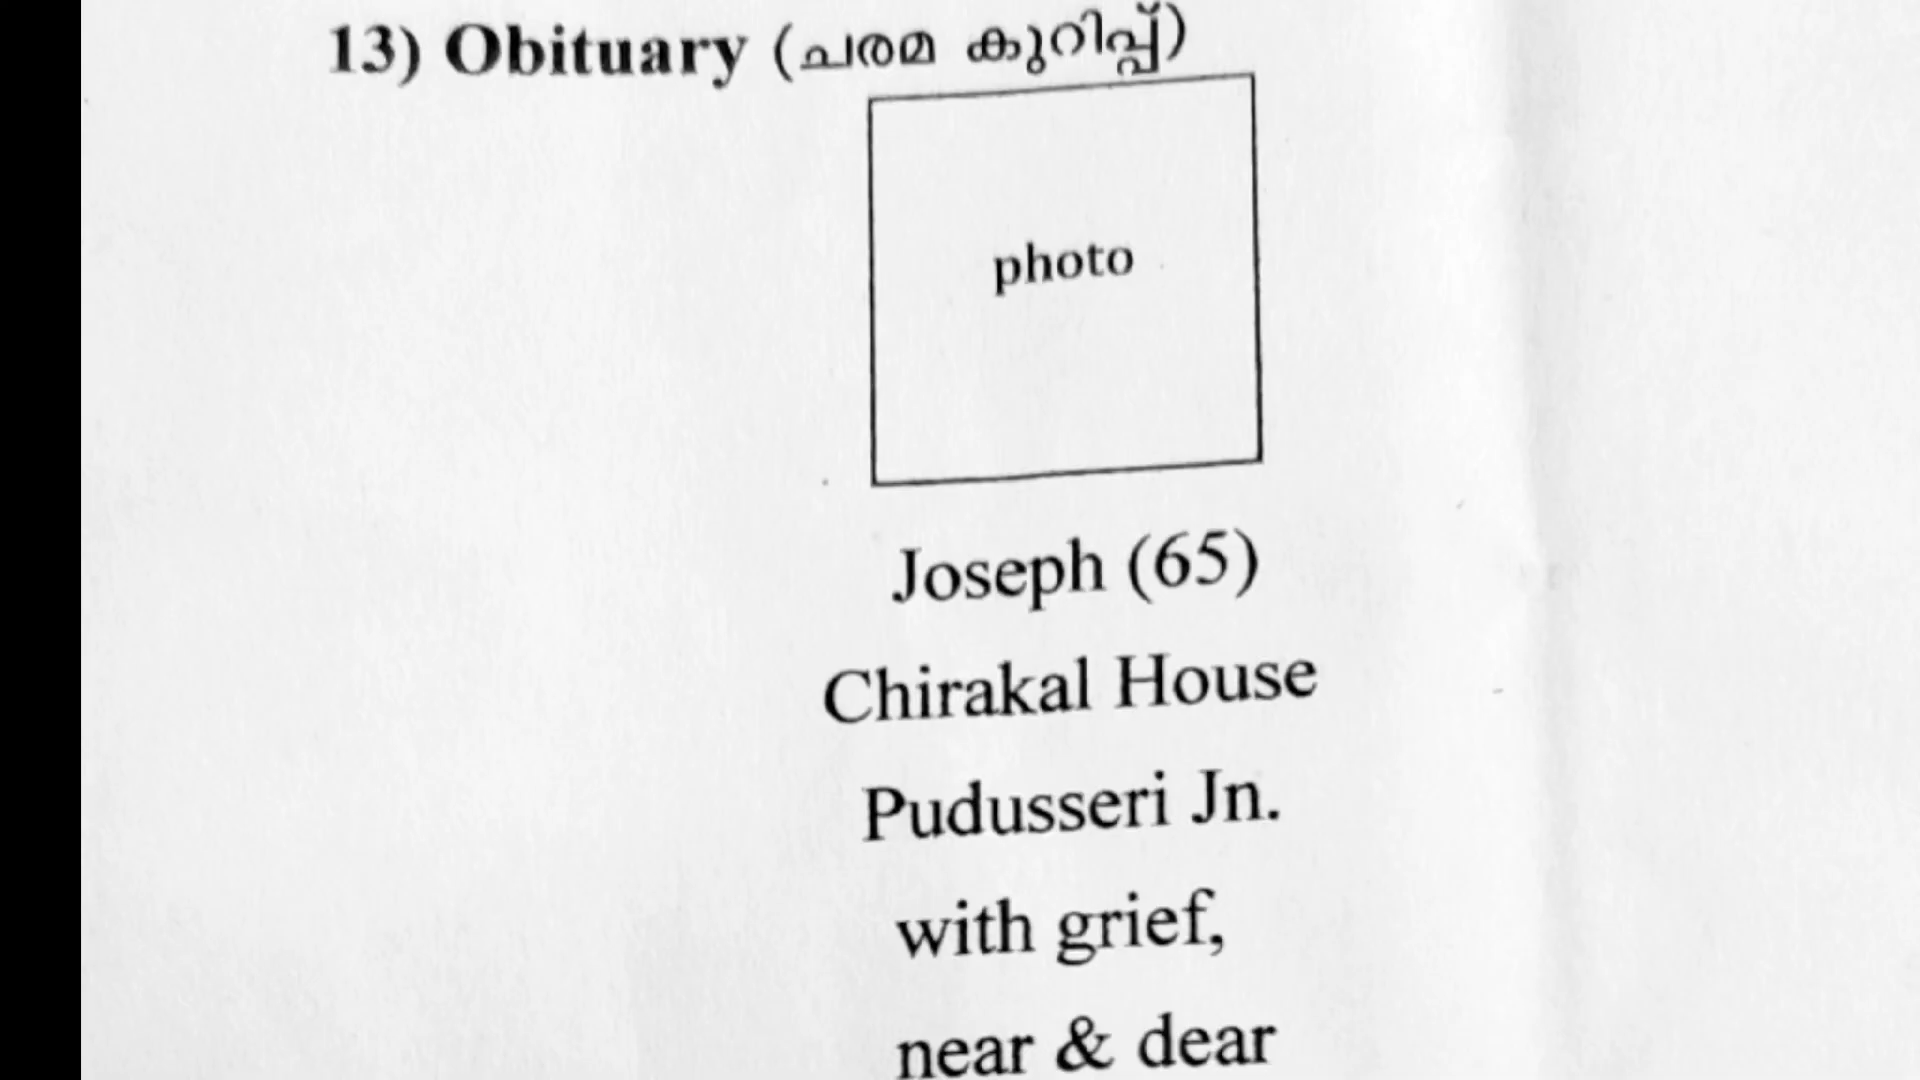 13) Obituary (ചരമ കുറിപ്പ്)
photo
Joseph (65)
Chirakal House
Pudusseri Jn.
with grief,
near & dear